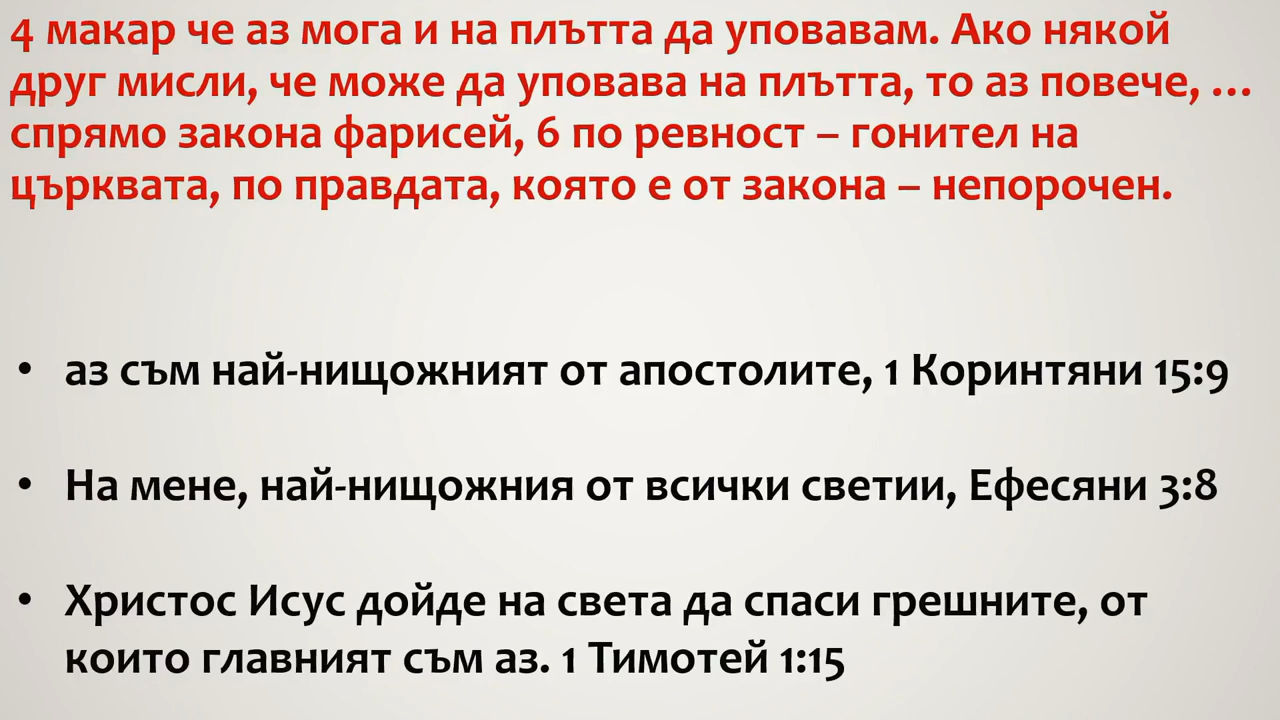 4 макар че аз мога и на плътта да уповавам. Ако някой
друг мисли, че може да уповава на плътта, то аз повече, ...
спрямо закона фарисей, 6 по ревност – гонител на
църквата, по правдата, която е от закона – непорочен.
• аз съм най-нищожният от апостолите, 1 Коринтяни 15:9
• На мене, най-нищожния от всички светии, Ефесяни 3:8
• Христос Исус дойде на света да спаси грешните, от
които главният съм аз. 1 Тимотей 1:15